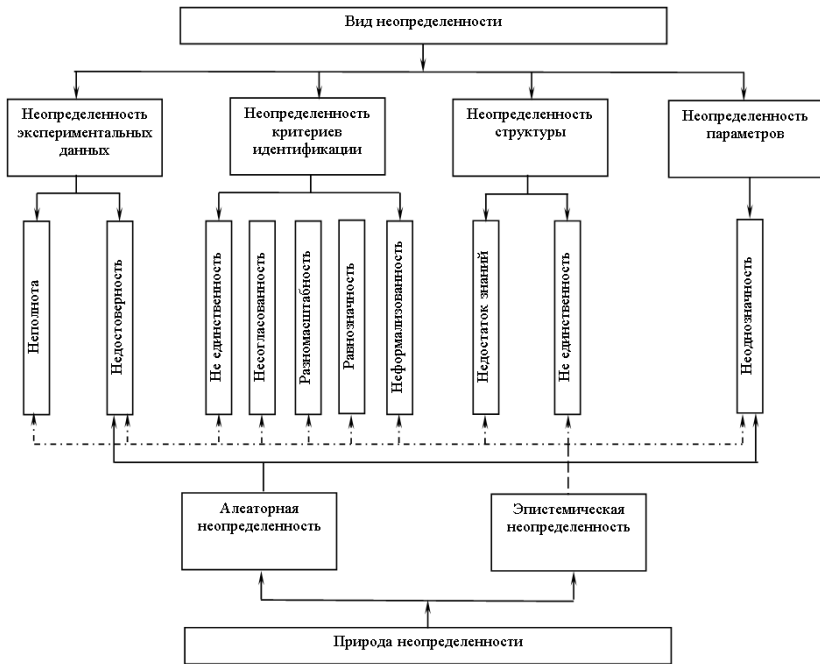 Вид неопределенности
Неопределенность
экспериментальных
данных
Неопределенность
критериев
идентификации
Неопределенность
структуры
Неопределенность
параметров
Неполнота
Недостоверность
Не единственность
Несогласованность
Разномасштабность
Равнозначность
Неформализованность
Недостаток знаний
Не единственность
Неоднозначность
Алеаторная
неопределенность
Эпистемическая
неопределенность
Природа неопределенности